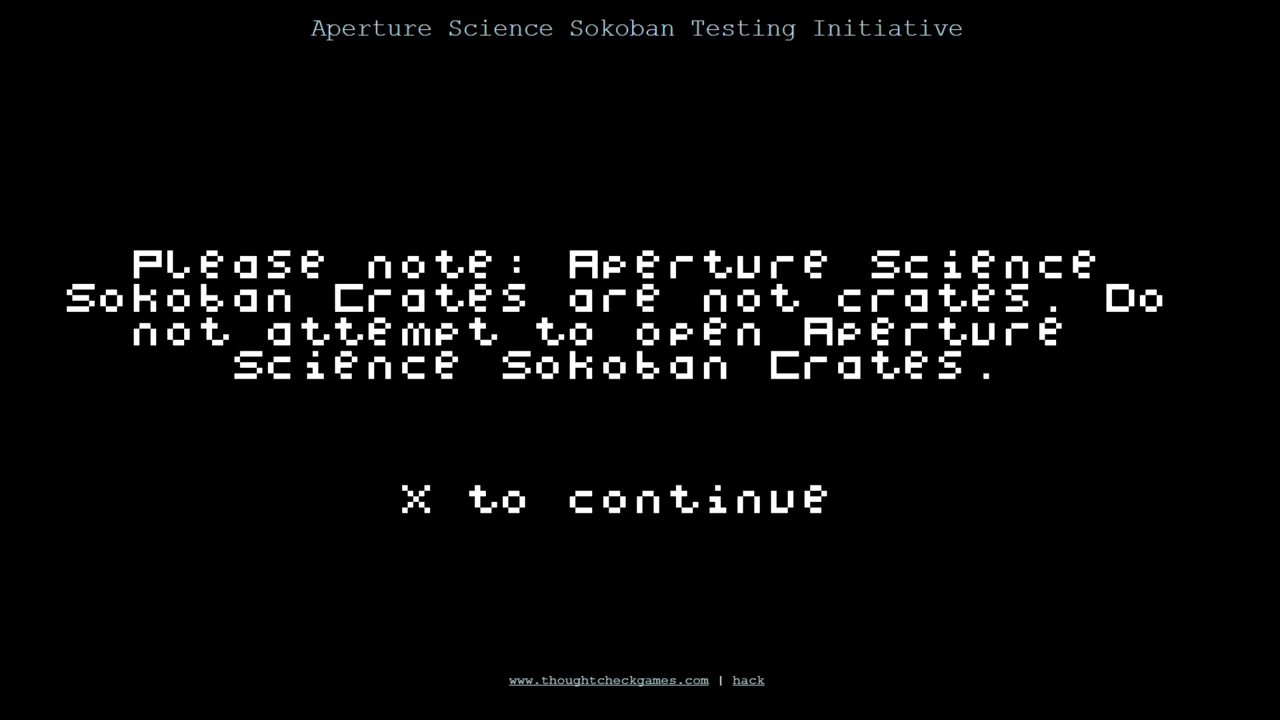 Aperture Science Sokoban Testing Initiative
Please note: Aperture Science
Sokoban Crates are not crates. Do
not attempt to open Aperture
Science Sokoban Crates.
X to continue
www.thoughtcheckgames.com | hack